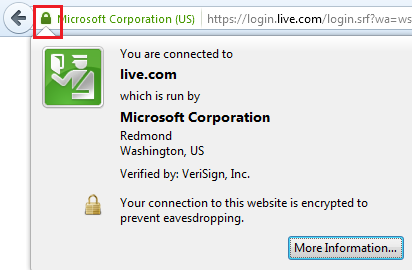 Microsoft Corporation (US) https://login.live.com/login.srf?wa=ws
You are connected to
live.com
which is run by
Microsoft Corporation
Redmond
Washington, US
Verified by: VeriSign, Inc.
Your connection to this website is encrypted to
prevent eavesdropping.
More Information...